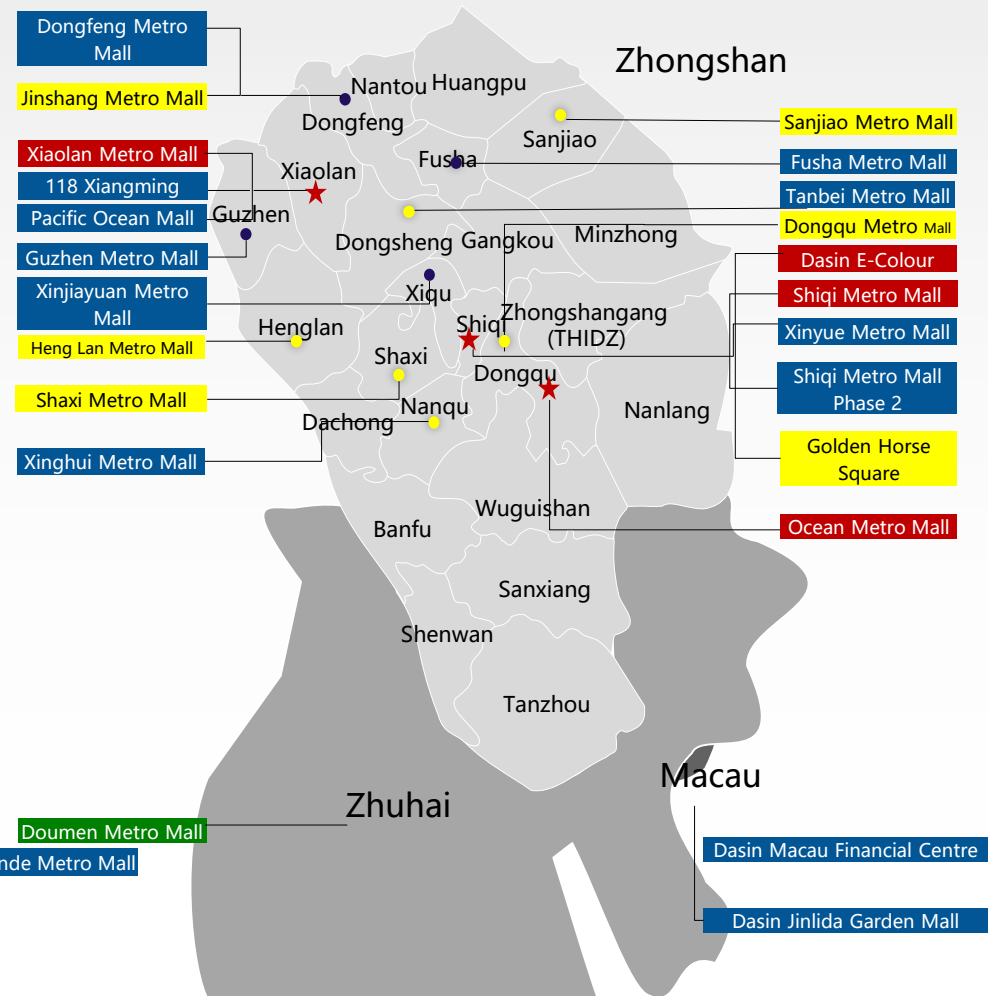 Zhongshan
Dongfeng Metro
Mall
Jinshang Metro Mall
Xiaolan Metro Mall
118 Xiangming
Pacific Ocean Mall
Guzhen Metro Mall
Xinjiayuan Metro
Mall
Heng Lan Metro Mall
Shaxi Metro Mall
Xinghui Metro Mall
Nantou
Huangpu
Dongfeng
Sanjiao
Fusha
Xiaolan
Guzhen
Dongsheng
Gangkou
Minzhong
Xiqu
Henglan
Shiqi
Zhongshangang
(THIDZ)
Shaxi
Dongqu
Nanqu
Dachong
Nanlang
Wuguishan
Banfu
Sanxiang
Shenwan
Tanzhou
Sanjiao Metro Mall
Fusha Metro Mall
Tanbei Metro Mall
Dongqu Metro Mall
Dasin E-Colour
Shiqi Metro Mall
Xinyue Metro Mall
Shiqi Metro Mall
Phase 2
Golden Horse
Square
Ocean Metro Mall
Macau
Zhuhai
Doumen Metro Mall
nde Metro Mall
Dasin Macau Financial Centre
Dasin Jinlida Garden Mall